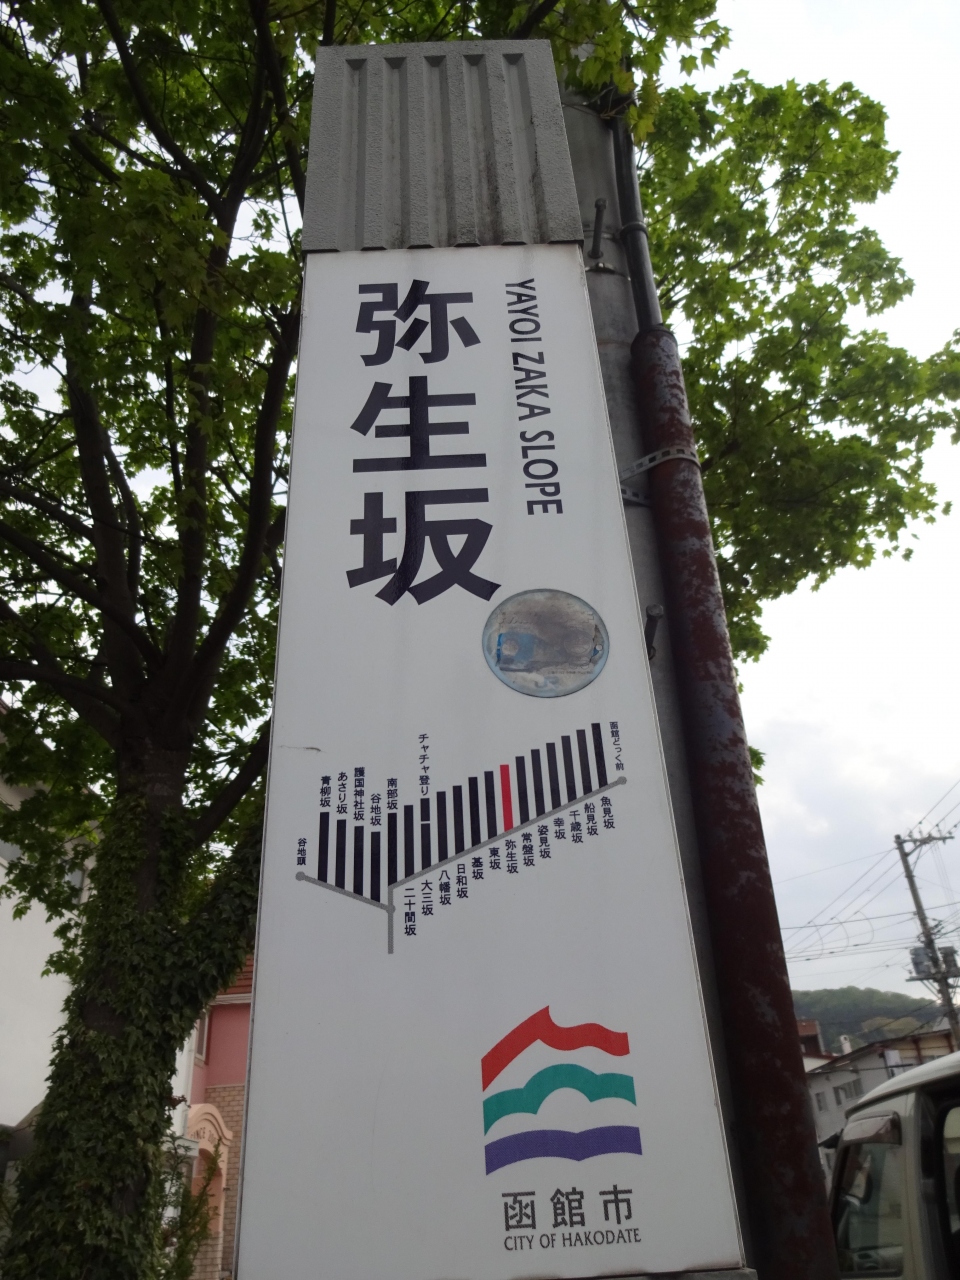 弥生坂
YAYOI ZAKA SLOPE
函館どっく前
チャチャ登り
南部坂
谷地坂
護国神社坂
あさり坂
青柳坂
谷地頭
魚見坂
船見坂
千歳坂
幸坂
姿見坂
常盤坂
弥生坂
東坂
基坂
日和坂
八幡坂
大三坂
二十間坂
函館市
CITY OF HAKODATE